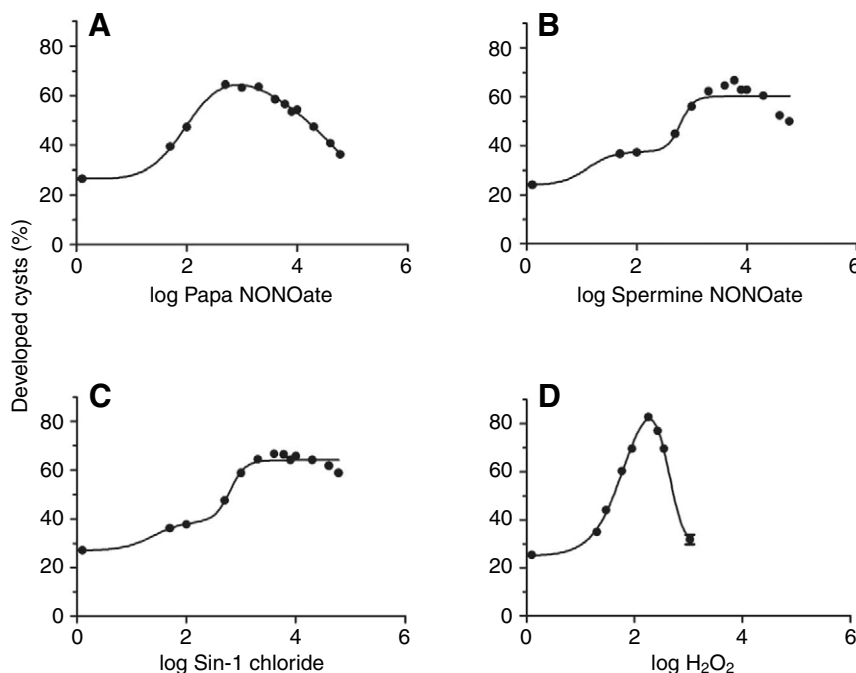 A
80
60
40
20
0
0 2 4 6
log Papa NONOate
B
80
60
40
20
0
0 2 4 6
log Spermine NONOate
Developed cysts (%)
C
80
60
40
20
0
0 2 4 6
log Sin-1 chloride
D
80
60
40
20
0
0 2 4 6
log H₂O₂